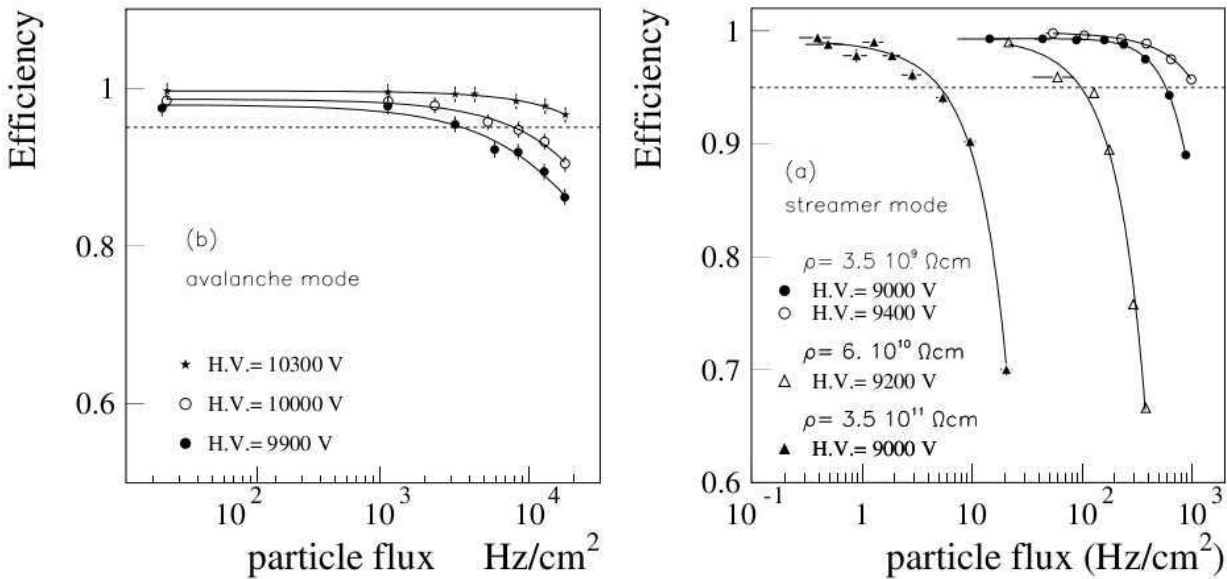 Efficiency
1
0.8
0.6
(b)
avalanche mode
H.V.= 10300 V
H.V.= 10000 V
H.V.= 9900 V
10²
10³
10⁴
particle flux Hz/cm²
Efficiency
1
0.9
0.8
0.7
0.6
(a)
streamer mode
ρ= 3.5 10⁹ Ωcm
H.V.= 9000 V
H.V.= 9400 V
ρ= 6. 10¹⁰ Ωcm
H.V.= 9200 V
ρ= 3.5 10¹¹ Ωcm
H.V.= 9000 V
10⁻¹
1
10
10²
10³
particle flux (Hz/cm²)